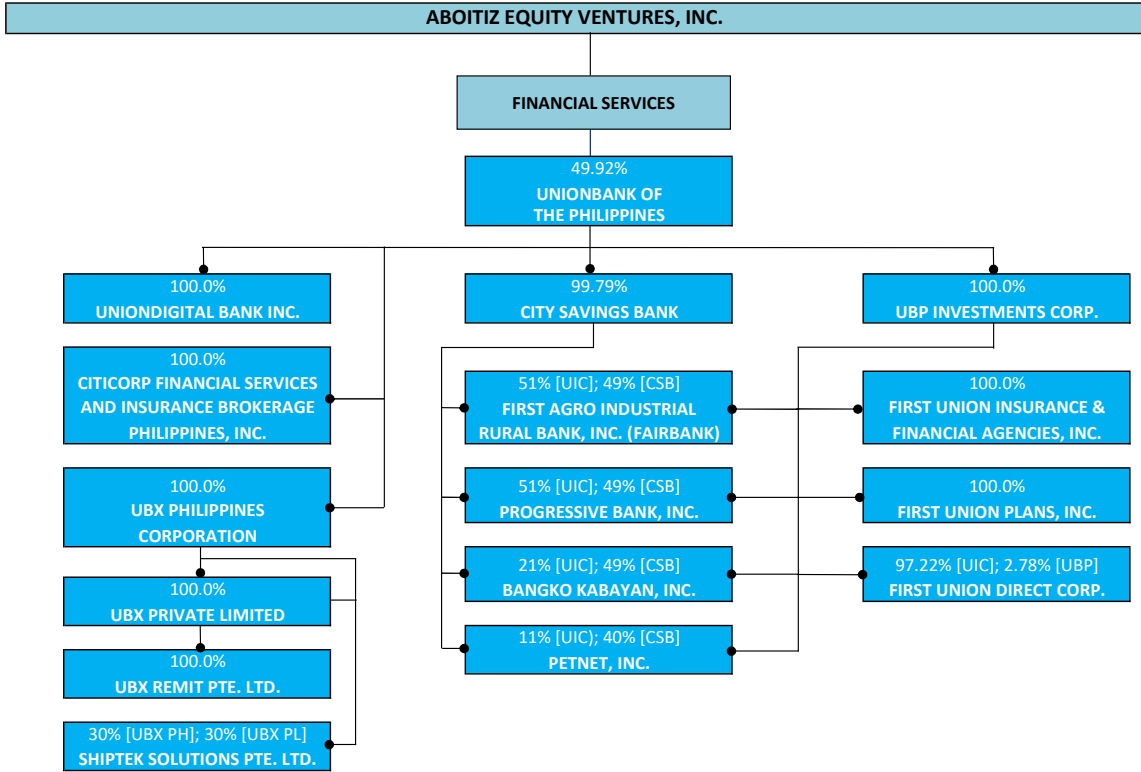 ABOITIZ EQUITY VENTURES, INC.
FINANCIAL SERVICES
49.92%
UNIONBANK OF
THE PHILIPPINES
100.0%
UNIONDIGITAL BANK INC.
100.0%
CITICORP FINANCIAL SERVICES
AND INSURANCE BROKERAGE
PHILIPPINES, INC.
100.0%
UBX PHILIPPINES
CORPORATION
100.0%
UBX PRIVATE LIMITED
100.0%
UBX REMIT PTE. LTD.
30% [UBX PH]; 30% [UBX PL]
SHIPTEK SOLUTIONS PTE. LTD.
99.79%
CITY SAVINGS BANK
51% [UIC]; 49% [CSB]
FIRST AGRO INDUSTRIAL
RURAL BANK, INC. (FAIRBANK)
51% [UIC]; 49% [CSB]
PROGRESSIVE BANK, INC.
21% [UIC]; 49% [CSB]
BANGKO KABAYAN, INC.
11% [UIC); 40% [CSB]
PETNET, INC.
100.0%
UBP INVESTMENTS CORP.
100.0%
FIRST UNION INSURANCE &
FINANCIAL AGENCIES, INC.
100.0%
FIRST UNION PLANS, INC.
97.22% [UIC]; 2.78% [UBP]
FIRST UNION DIRECT CORP.